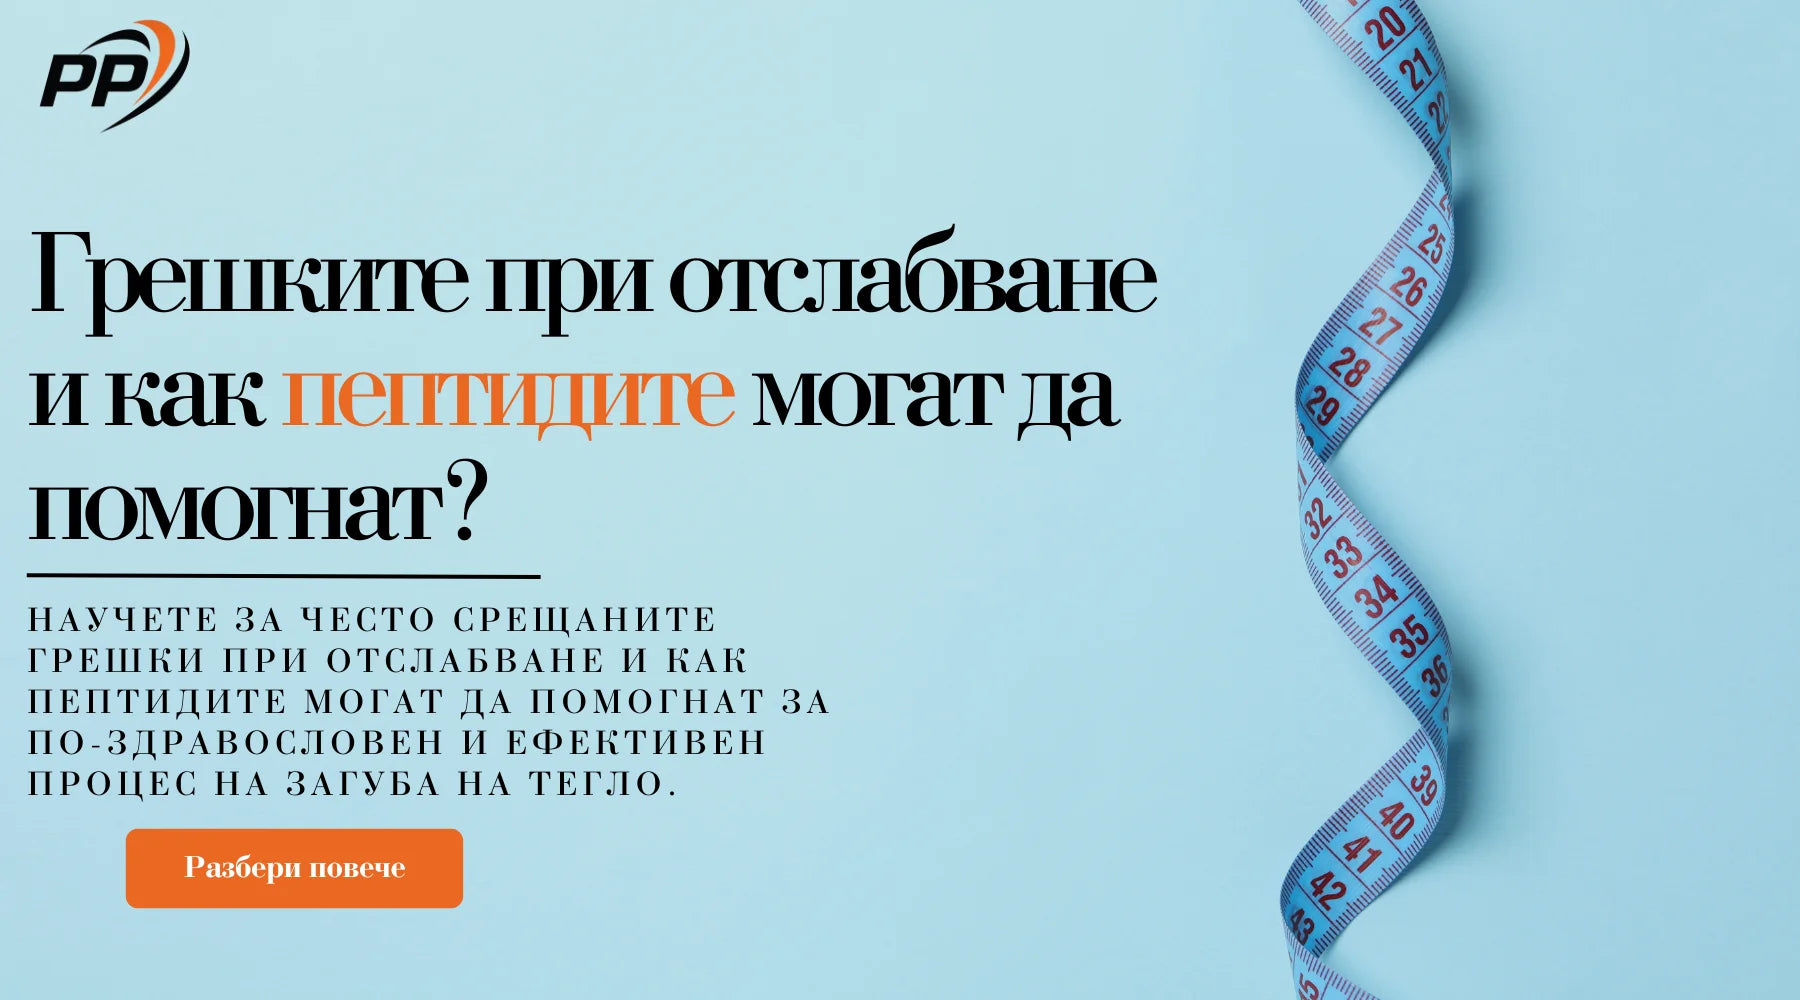 PP
Грешките при отслабване
и как пептидите могат да
помогнат?
НАУЧЕТЕ ЗА ЧЕСТО СРЕЩАНИТЕ
ГРЕШКИ ПРИ ОТСЛАБВАНЕ И КАК
ПЕПТИДИТЕ МОГАТ ДА ПОМОГНАТ ЗА
ПО-ЗДРАВОСЛОВЕН И ЕФЕКТИВЕН
ПРОЦЕС НА ЗАГУБА НА ТЕГЛО.
Разбери повече
20
21
22
25
26
27
28
29
32
33
34
35
36
39
40
41
42
43